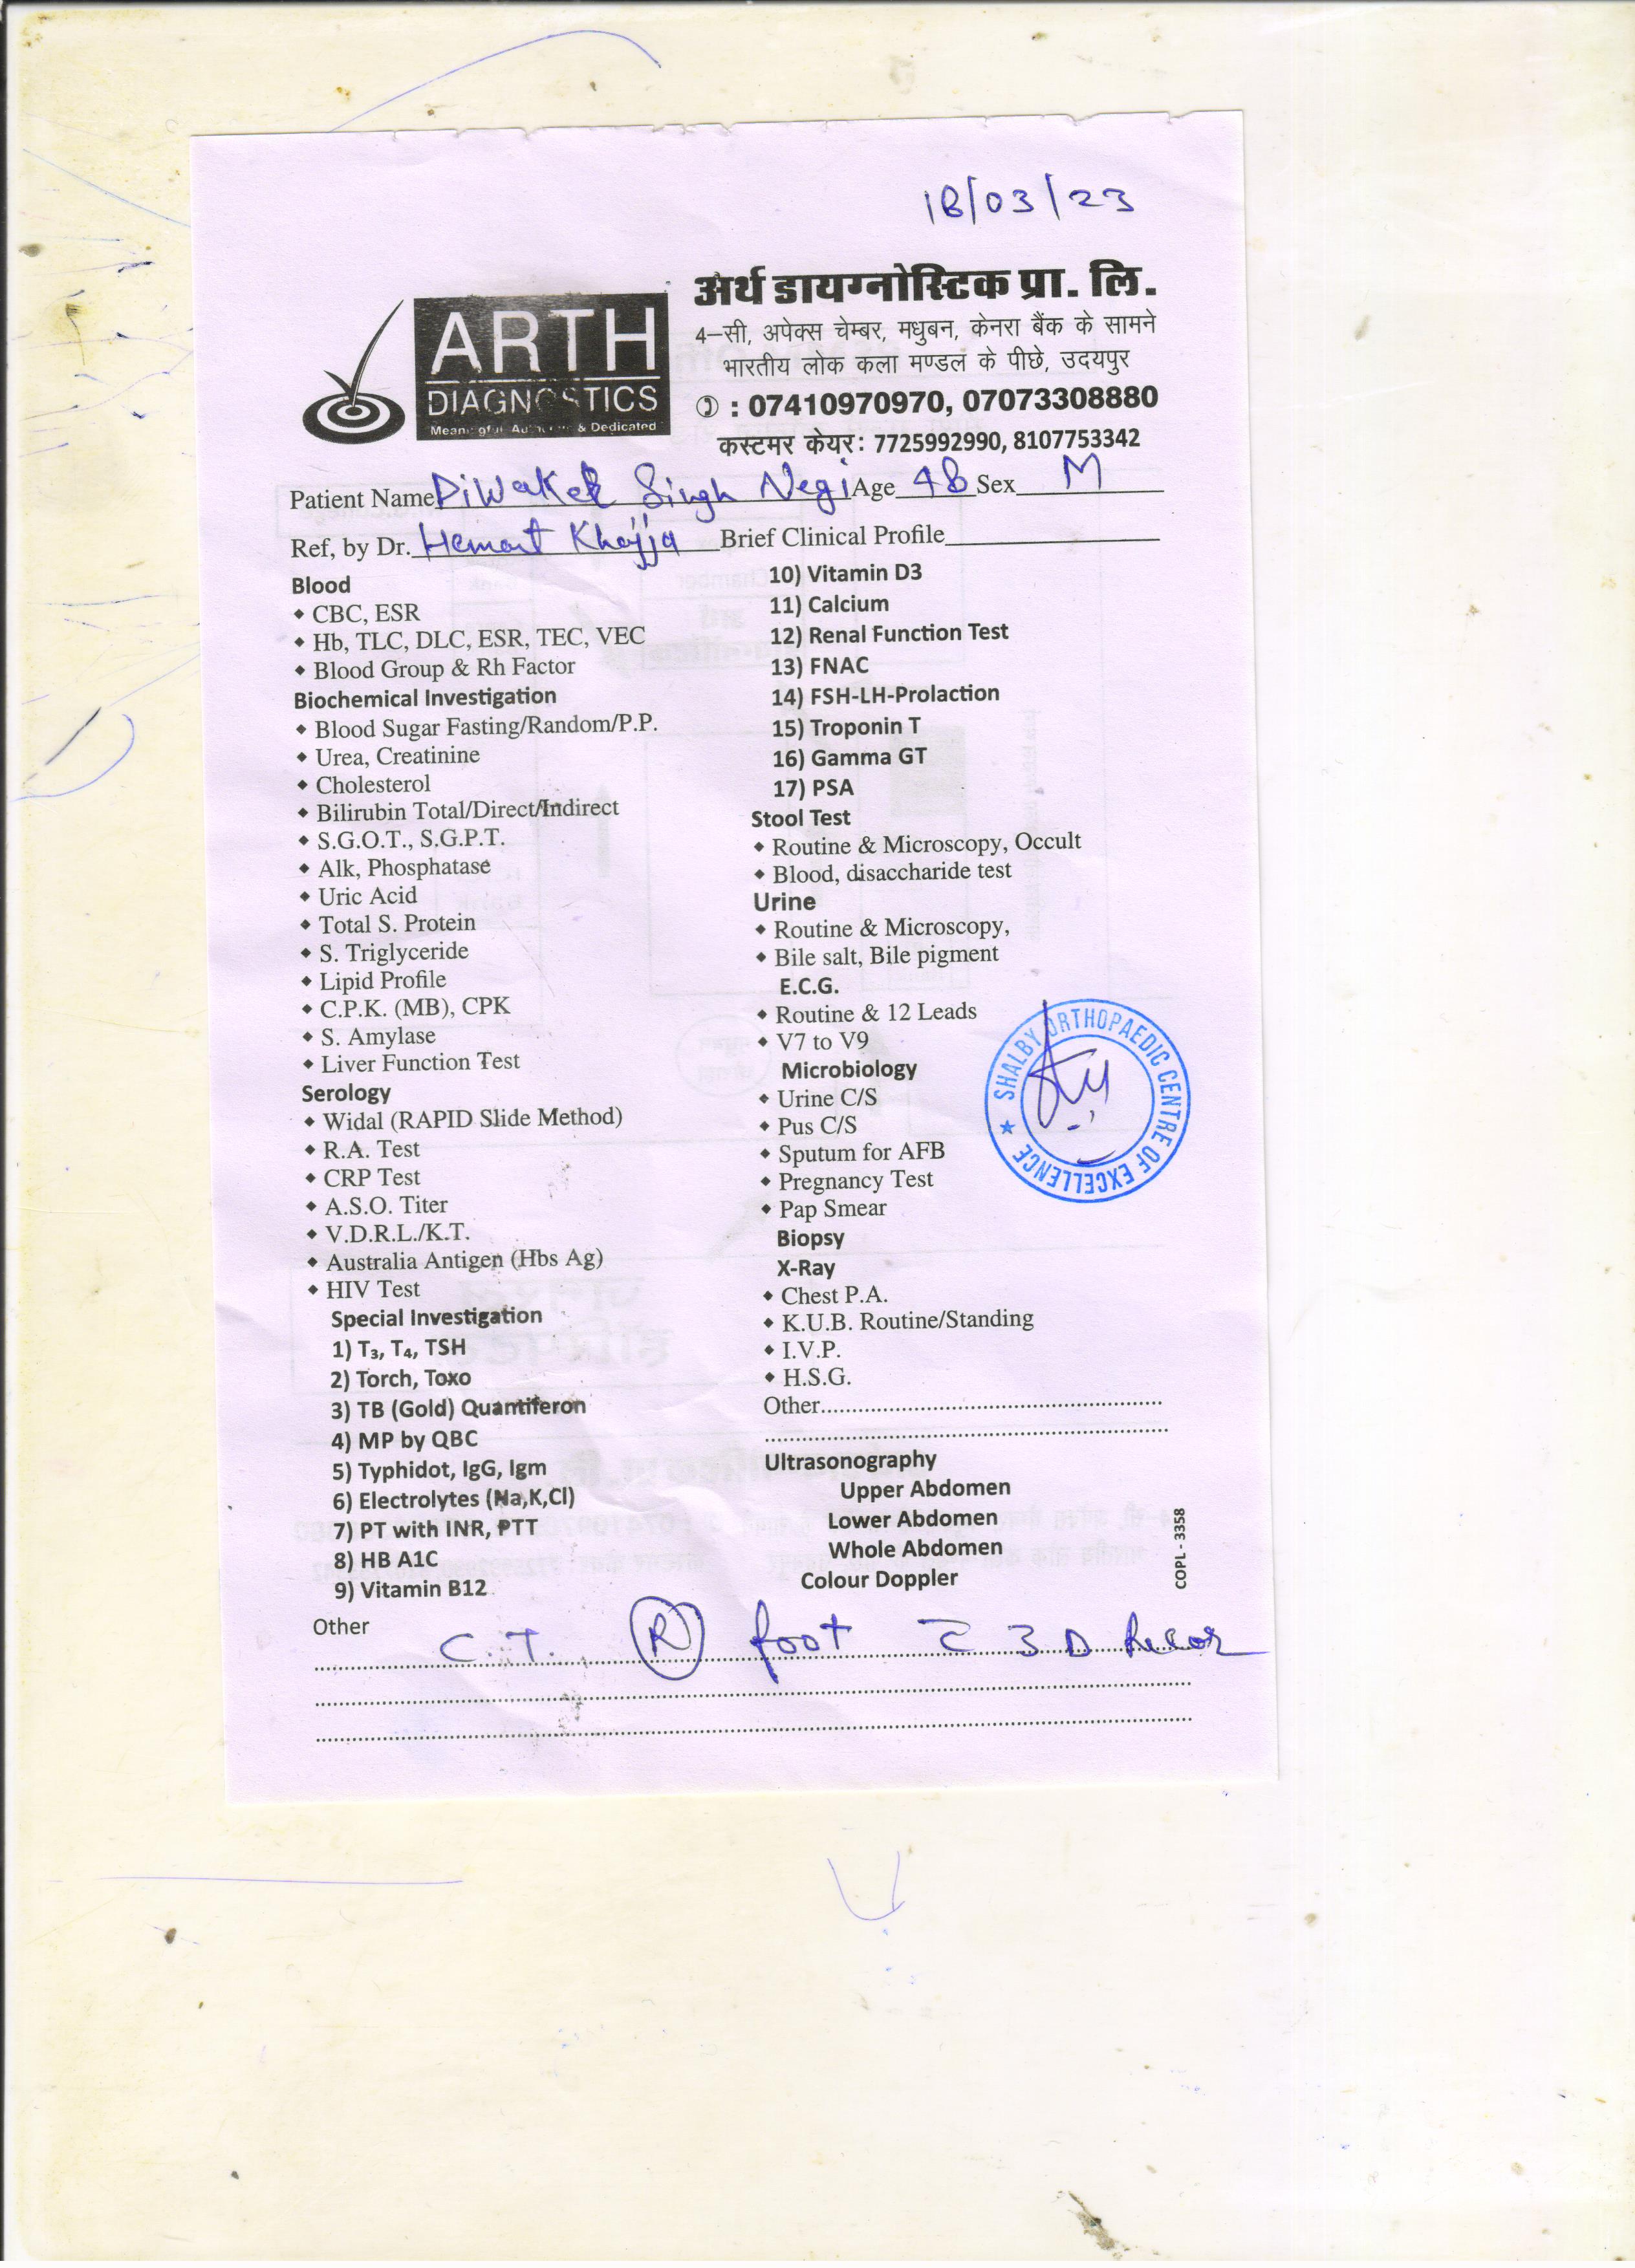 18/03/23
अर्थ डायग्नोस्टिक प्रा. लि.
ARTH
DIAGNOSTICS
& Dedicated
4–सी, अपेक्स चेम्बर, मधुबन, केनरा बैंक के सामने
भारतीय लोक कला मण्डल के पीछे, उदयपुर
: 07410970970, 07073308880
कस्टमर केयर: 7725992990, 8107753342
Patient Name Diwaker Singh Negi Age 48 Sex M
Ref, by Dr. Hemant Khajja Brief Clinical Profile
Blood
CBC, ESR
Hb, TLC, DLC, ESR, TEC, VEC
Blood Group & Rh Factor
Biochemical Investigation
Blood Sugar Fasting/Random/P.P.
Urea, Creatinine
Cholesterol
Bilirubin Total/Direct/Indirect
S.G.O.T., S.G.P.T.
Alk, Phosphatase
Uric Acid
Total S. Protein
S. Triglyceride
Lipid Profile
C.P.K. (MB), CPK
S. Amylase
Liver Function Test
Serology
Widal (RAPID Slide Method)
R.A. Test
CRP Test
A.S.O. Titer
V.D.R.L./K.T.
Australia Antigen (Hbs Ag)
HIV Test
Special Investigation
1) T₃, T₄, TSH
2) Torch, Toxo
3) TB (Gold) Quantiferon
4) MP by QBC
5) Typhidot, IgG, Igm
6) Electrolytes (Na,K,Cl)
7) PT with INR, PTT
8) HB A1C
9) Vitamin B12
10) Vitamin D3
11) Calcium
12) Renal Function Test
13) FNAC
14) FSH-LH-Prolaction
15) Troponin T
16) Gamma GT
17) PSA
Stool Test
Routine & Microscopy, Occult
Blood, disaccharide test
Urine
Routine & Microscopy,
Bile salt, Bile pigment
E.C.G.
Routine & 12 Leads
V7 to V9
Microbiology
Urine C/S
Pus C/S
Sputum for AFB
Pregnancy Test
Pap Smear
Biopsy
X-Ray
Chest P.A.
K.U.B. Routine/Standing
I.V.P.
H.S.G.
Other
Ultrasonography
Upper Abdomen
Lower Abdomen
Whole Abdomen
Colour Doppler
SHALBY ORTHOPAEDIC CENTRE OF EXCELLENCE
COPL - 3358
Other
C.T. R foot 3D